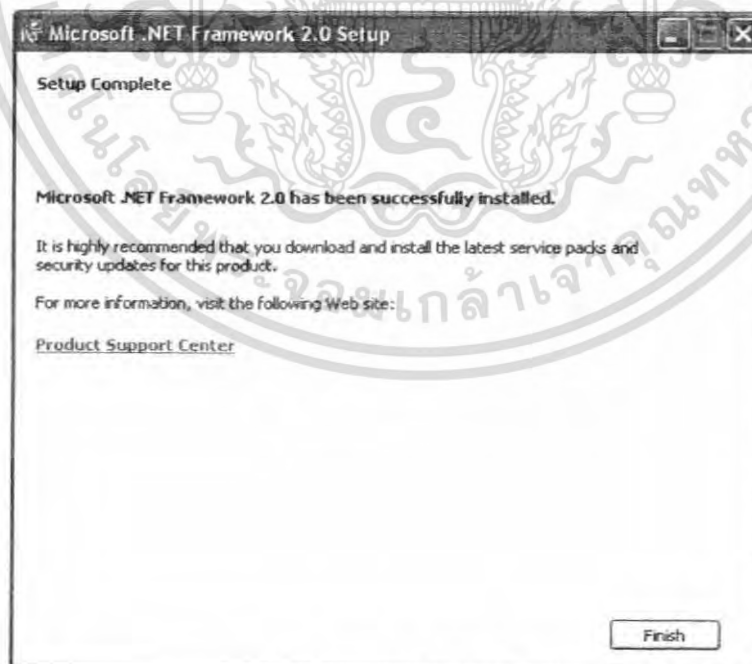 Microsoft .NET Framework 2.0 Setup
Setup Complete
Microsoft .NET Framework 2.0 has been successfully installed.
It is highly recommended that you download and install the latest service packs and
security updates for this product.
For more information, visit the following Web site:
Product Support Center
Finish